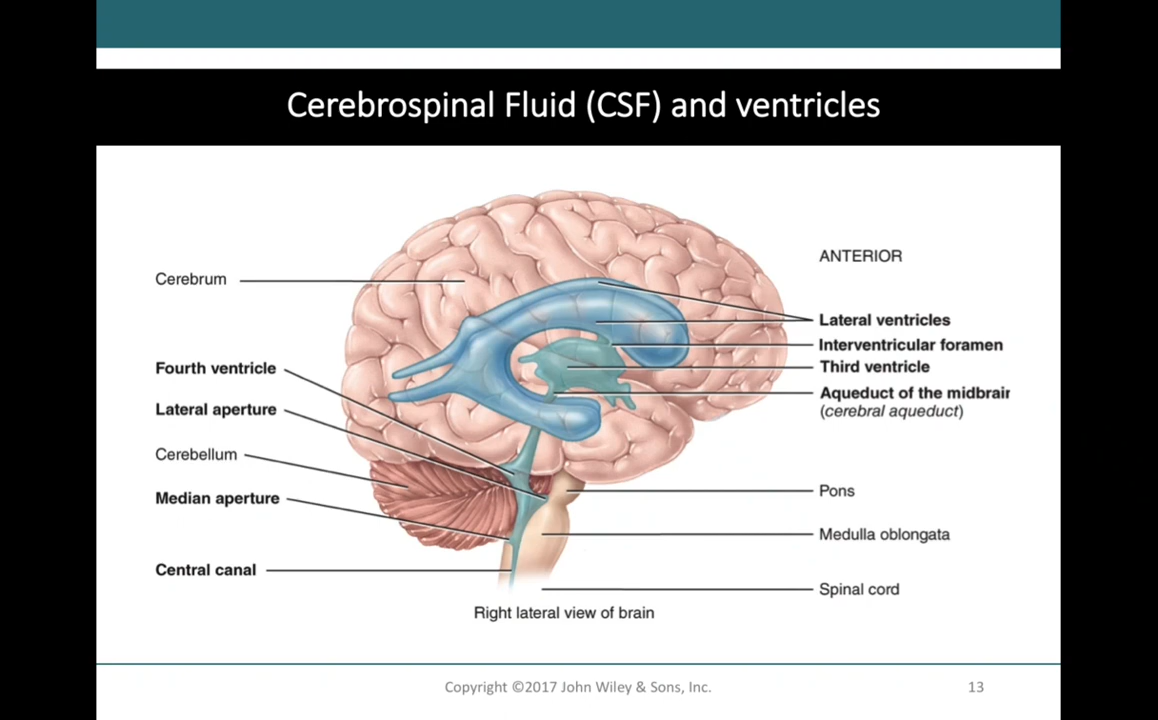 Cerebrospinal Fluid (CSF) and ventricles
Cerebrum
Fourth ventricle
Lateral aperture
Cerebellum
Median aperture
Central canal
ANTERIOR
Lateral ventricles
Interventricular foramen
Third ventricle
Aqueduct of the midbrain
(cerebral aqueduct)
Pons
Medulla oblongata
Spinal cord
Right lateral view of brain
Copyright ©2017 John Wiley & Sons, Inc.
13